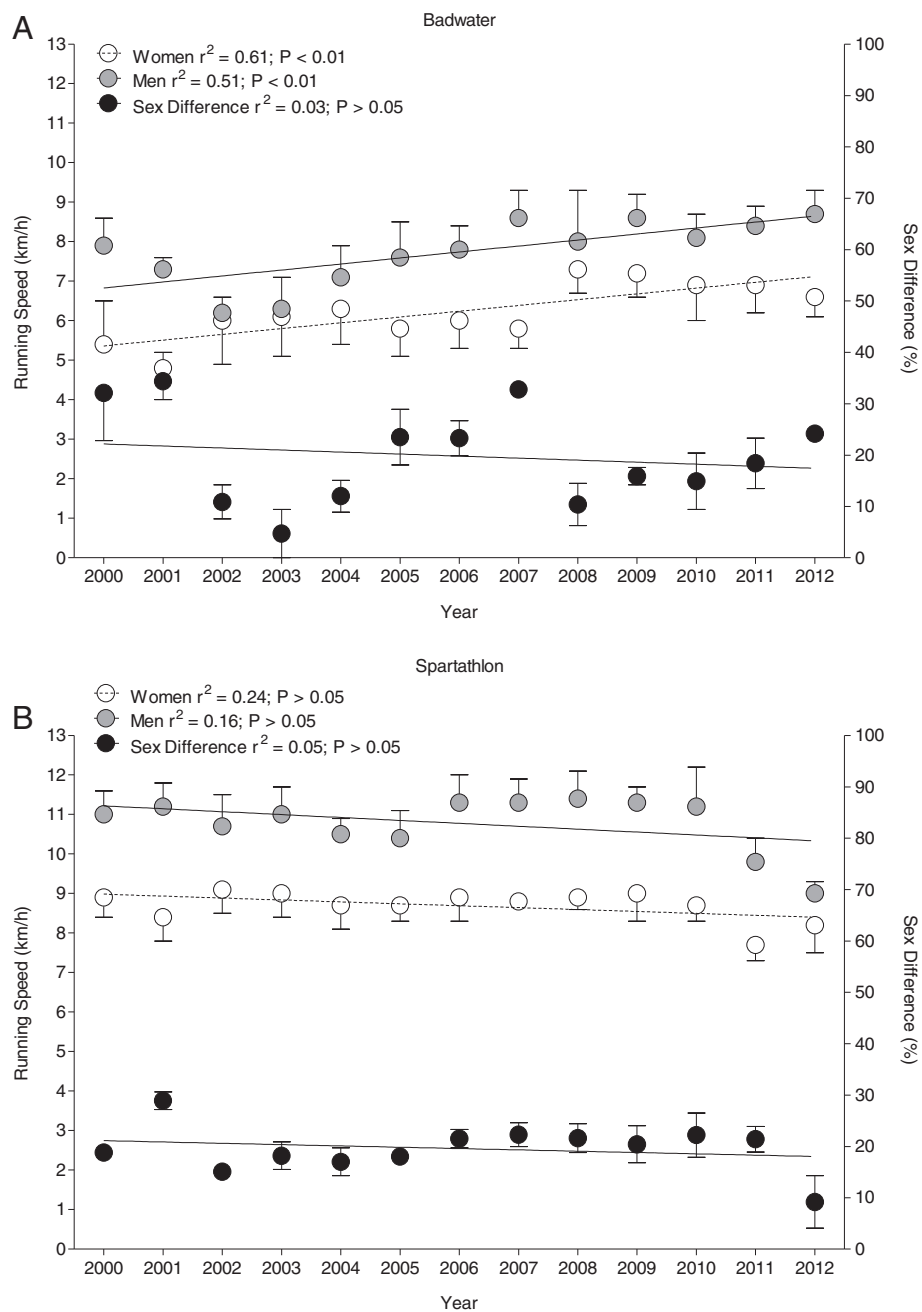 A
Badwater
Women r² = 0.61; P < 0.01
Men r² = 0.51; P < 0.01
Sex Difference r² = 0.03; P > 0.05
13
12
11
10
9
8
7
6
5
4
3
2
1
0
Running Speed (km/h)
100
90
80
70
60
50
40
30
20
10
0
Sex Difference (%)
2000 2001 2002 2003 2004 2005 2006 2007 2008 2009 2010 2011 2012
Year
Spartathlon
B
Women r² = 0.24; P > 0.05
Men r² = 0.16; P > 0.05
Sex Difference r² = 0.05; P > 0.05
13
12
11
10
9
8
7
6
5
4
3
2
1
0
Running Speed (km/h)
100
90
80
70
60
50
40
30
20
10
0
Sex Difference (%)
2000 2001 2002 2003 2004 2005 2006 2007 2008 2009 2010 2011 2012
Year